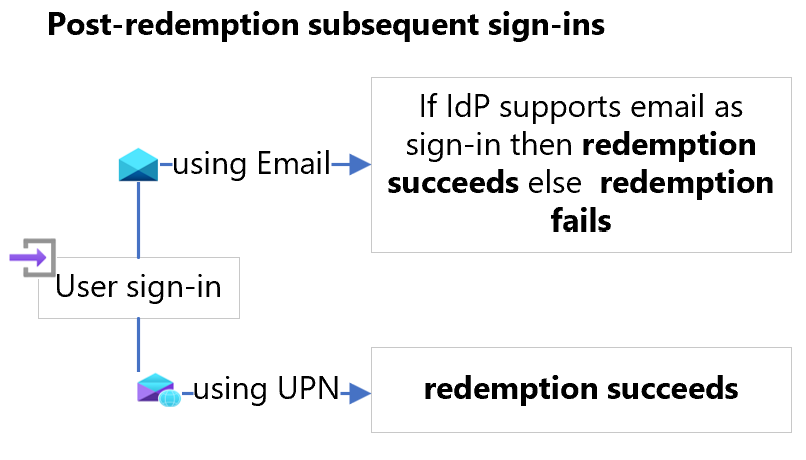 Post-redemption subsequent sign-ins
If IdP supports email as
sign-in then redemption
succeeds else redemption
fails
using Email
User sign-in
using UPN
redemption succeeds